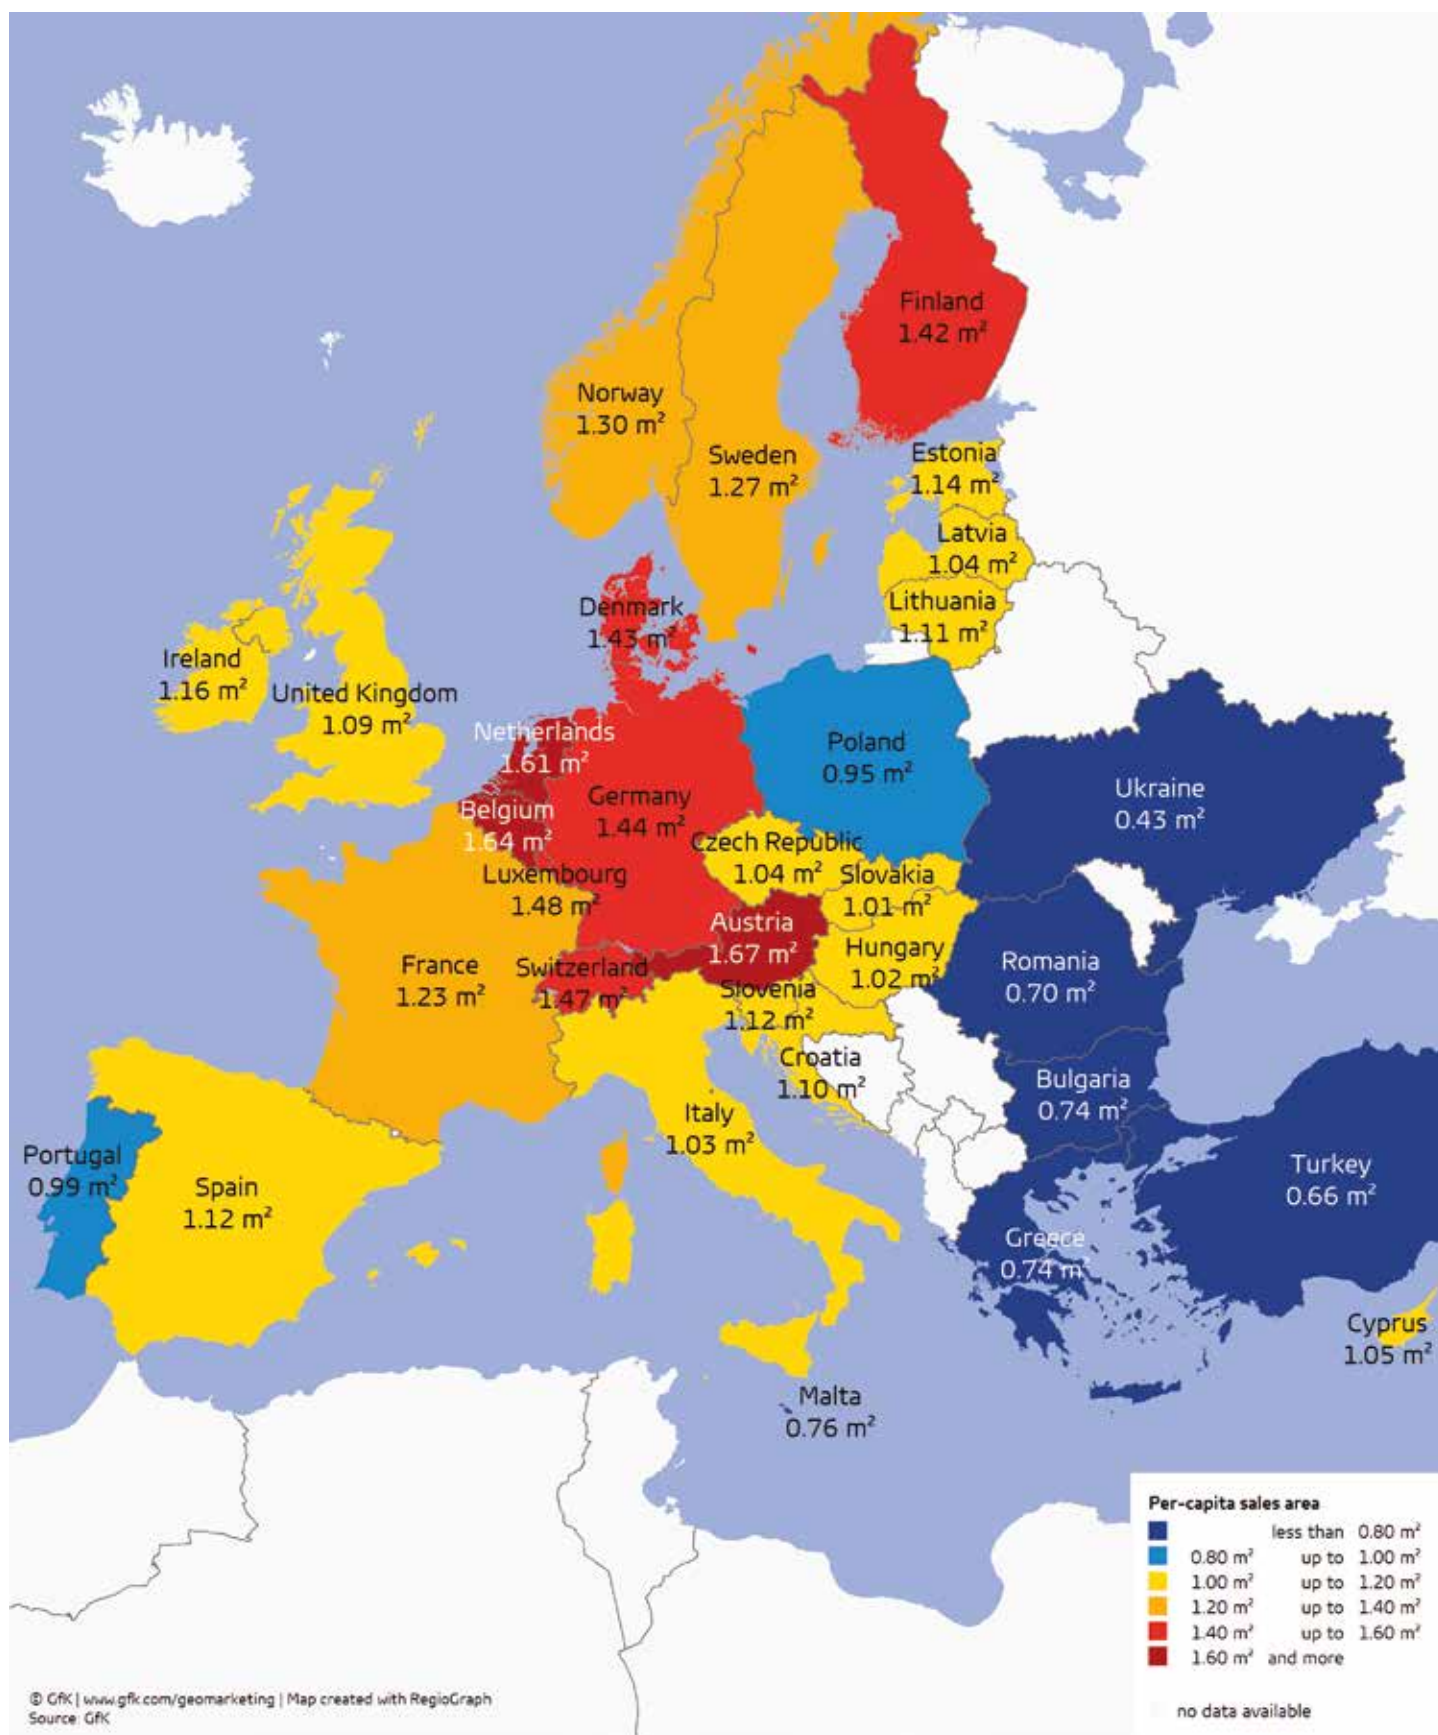 Finland
1.42 m²
Norway
1.30 m²
Sweden
1.27 m²
Estonia
1.14 m²
Latvia
1.04 m²
Lithuania
1.11 m²
Denmark
1.43 m²
Ireland
1.16 m²
United Kingdom
1.09 m²
Netherlands
1.61 m²
Belgium
1.64 m²
Germany
1.44 m²
Poland
0.95 m²
Ukraine
0.43 m²
Czech Republic
1.04 m²
Slovakia
1.01 m²
Luxembourg
1.48 m²
Austria
1.67 m²
Hungary
1.02 m²
France
1.23 m²
Switzerland
1.47 m²
Slovenia
1.12 m²
Romania
0.70 m²
Croatia
1.10 m²
Bulgaria
0.74 m²
Italy
1.03 m²
Portugal
0.99 m²
Spain
1.12 m²
Turkey
0.66 m²
Greece
0.74 m²
Cyprus
1.05 m²
Malta
0.76 m²
Per-capita sales area
less than 0.80 m²
0.80 m² up to 1.00 m²
1.00 m² up to 1.20 m²
1.20 m² up to 1.40 m²
1.40 m² up to 1.60 m²
1.60 m² and more
no data available
© GfK | www.gfk.com/geomarketing | Map created with RegioGraph
Source: GfK